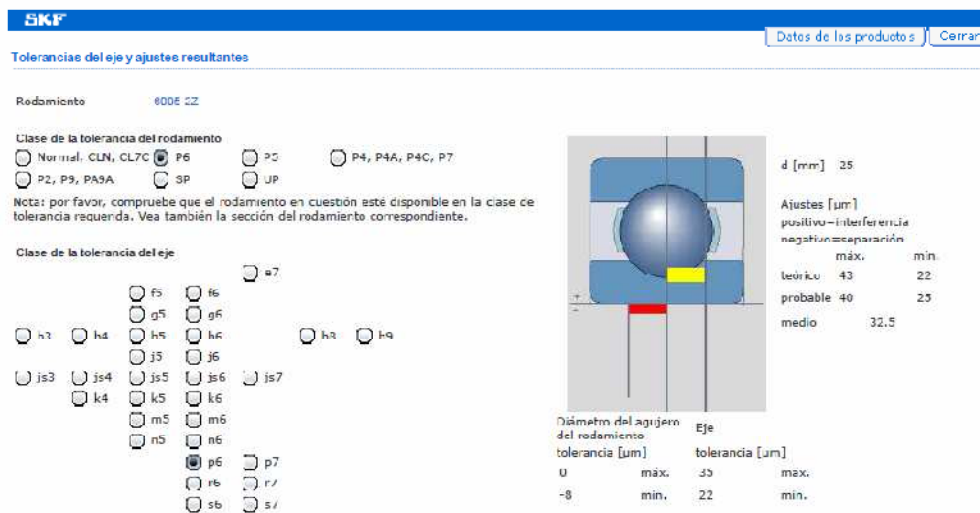 SKF
Datos de los productos Cerrar
Tolerancias del eje y ajustes resultantes
Rodamiento 6005-2Z
Clase de la tolerancia del rodamiento
Normal, CLN, CL7C P6 P5 P4, P4A, P4C, P7
P2, P9, PA9A SP UP
Nota: por favor, compruebe que el rodamiento en cuestión esté disponible en la clase de
tolerancia requerida. Vea también la sección del rodamiento correspondiente.
Clase de la tolerancia del eje
e7
f5 f6
g5 g6
h3 h4 h5 h6 h8 h9
j5 j6
js3 js4 js5 js6 js7
k4 k5 k6
m5 m6
n5 n6
p6 p7
r6 r7
s6 s7
d [mm] 25
Ajustes [µm]
positivo=interferencia
negativo=separación
máx. mín.
teórico 43 22
probable 40 25
medio 32.5
+
-
Diámetro del agujero
del rodamiento Eje
tolerancia [µm] tolerancia [µm]
0 máx. 35 máx.
-8 mín. 22 mín.